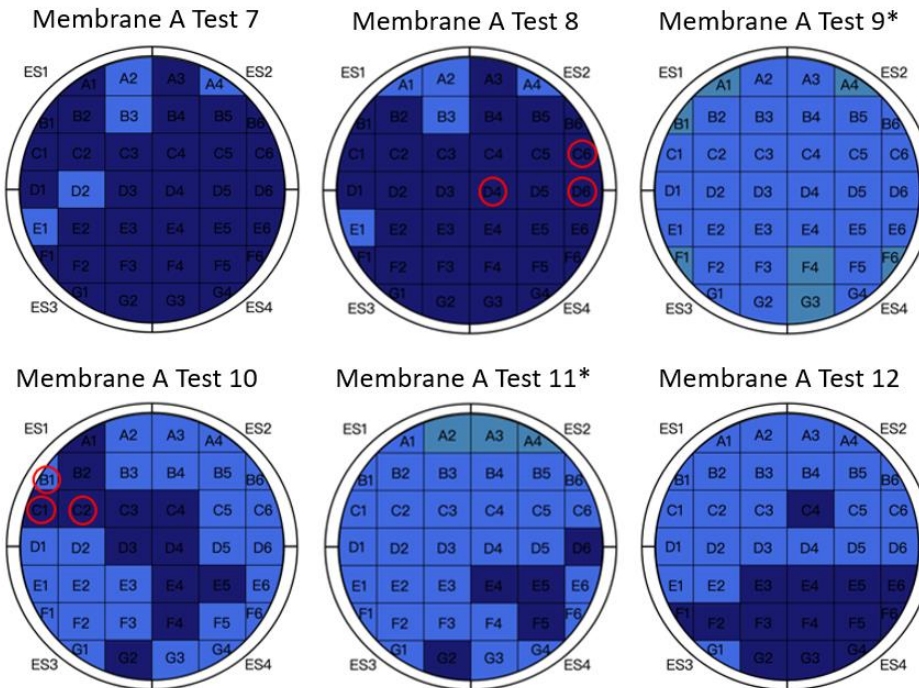 Membrane A Test 7
ES1 ES2
A1 A2 A3 A4
B1 B2 B3 B4 B5 B6
C1 C2 C3 C4 C5 C6
D1 D2 D3 D4 D5 D6
E1 E2 E3 E4 E5 E6
F1 F2 F3 F4 F5 F6
G1 G2 G3 G4
ES3 ES4
Membrane A Test 8
ES1 ES2
A1 A2 A3 A4
B1 B2 B3 B4 B5 B6
C1 C2 C3 C4 C5 C6
D1 D2 D3 D4 D5 D6
E1 E2 E3 E4 E5 E6
F1 F2 F3 F4 F5 F6
G1 G2 G3 G4
ES3 ES4
Membrane A Test 9*
ES1 ES2
A1 A2 A3 A4
B1 B2 B3 B4 B5 B6
C1 C2 C3 C4 C5 C6
D1 D2 D3 D4 D5 D6
E1 E2 E3 E4 E5 E6
F1 F2 F3 F4 F5 F6
G1 G2 G3 G4
ES3 ES4
Membrane A Test 10
ES1 ES2
A1 A2 A3 A4
B1 B2 B3 B4 B5 B6
C1 C2 C3 C4 C5 C6
D1 D2 D3 D4 D5 D6
E1 E2 E3 E4 E5 E6
F1 F2 F3 F4 F5 F6
G1 G2 G3 G4
ES3 ES4
Membrane A Test 11*
ES1 ES2
A1 A2 A3 A4
B1 B2 B3 B4 B5 B6
C1 C2 C3 C4 C5 C6
D1 D2 D3 D4 D5 D6
E1 E2 E3 E4 E5 E6
F1 F2 F3 F4 F5 F6
G1 G2 G3 G4
ES3 ES4
Membrane A Test 12
ES1 ES2
A1 A2 A3 A4
B1 B2 B3 B4 B5 B6
C1 C2 C3 C4 C5 C6
D1 D2 D3 D4 D5 D6
E1 E2 E3 E4 E5 E6
F1 F2 F3 F4 F5 F6
G1 G2 G3 G4
ES3 ES4